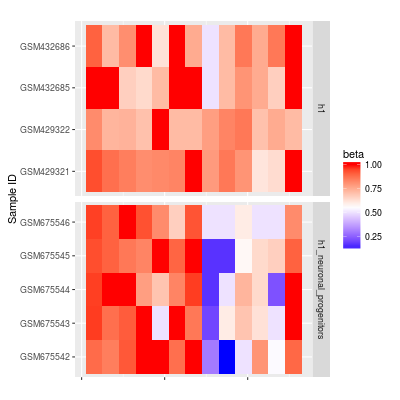 Sample ID
GSM432686
GSM432685
GSM429322
GSM429321
h1
GSM675546
GSM675545
GSM675544
GSM675543
GSM675542
h1_neuronal_progenitors
beta
1.00
0.75
0.50
0.25